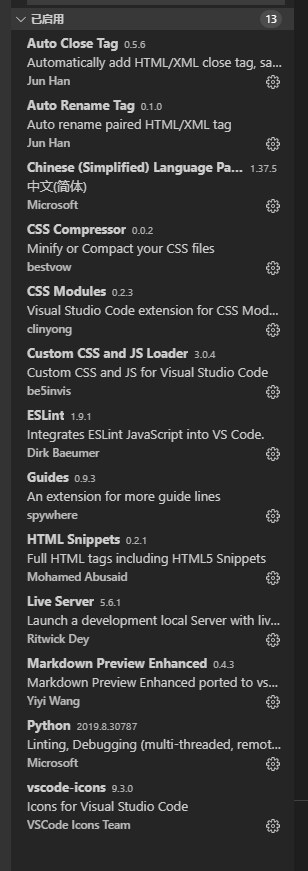 已启用 13
Auto Close Tag 0.5.6
Automatically add HTML/XML close tag, sa...
Jun Han
Auto Rename Tag 0.1.0
Auto rename paired HTML/XML tag
Jun Han
Chinese (Simplified) Language Pa... 1.37.5
中文(简体)
Microsoft
CSS Compressor 0.0.2
Minify or Compact your CSS files
bestvow
CSS Modules 0.2.3
Visual Studio Code extension for CSS Mod...
clinyong
Custom CSS and JS Loader 3.0.4
Custom CSS and JS for Visual Studio Code
be5invis
ESLint 1.9.1
Integrates ESLint JavaScript into VS Code.
Dirk Baeumer
Guides 0.9.3
An extension for more guide lines
spywhere
HTML Snippets 0.2.1
Full HTML tags including HTML5 Snippets
Mohamed Abusaid
Live Server 5.6.1
Launch a development local Server with liv...
Ritwick Dey
Markdown Preview Enhanced 0.4.3
Markdown Preview Enhanced ported to vs...
Yiyi Wang
Python 2019.8.30787
Linting, Debugging (multi-threaded, remot...
Microsoft
vscode-icons 9.3.0
Icons for Visual Studio Code
VSCode Icons Team